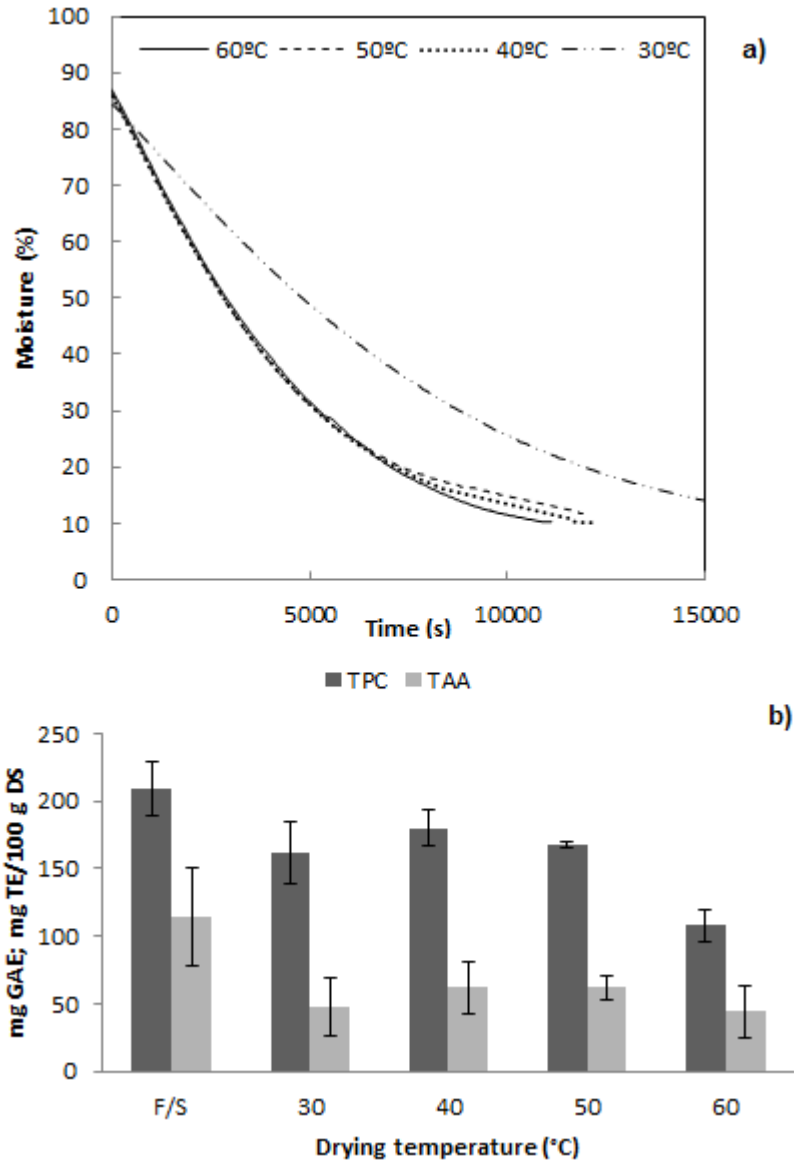 100
60ºC 50ºC 40ºC 30ºC a)
90
80
70
60
50
40
30
20
10
0
Moisture (%)
0 5000 10000 15000
Time (s)
TPC TAA
b)
250
200
150
100
50
0
mg GAE; mg TE/100 g DS
F/S 30 40 50 60
Drying temperature (°C)